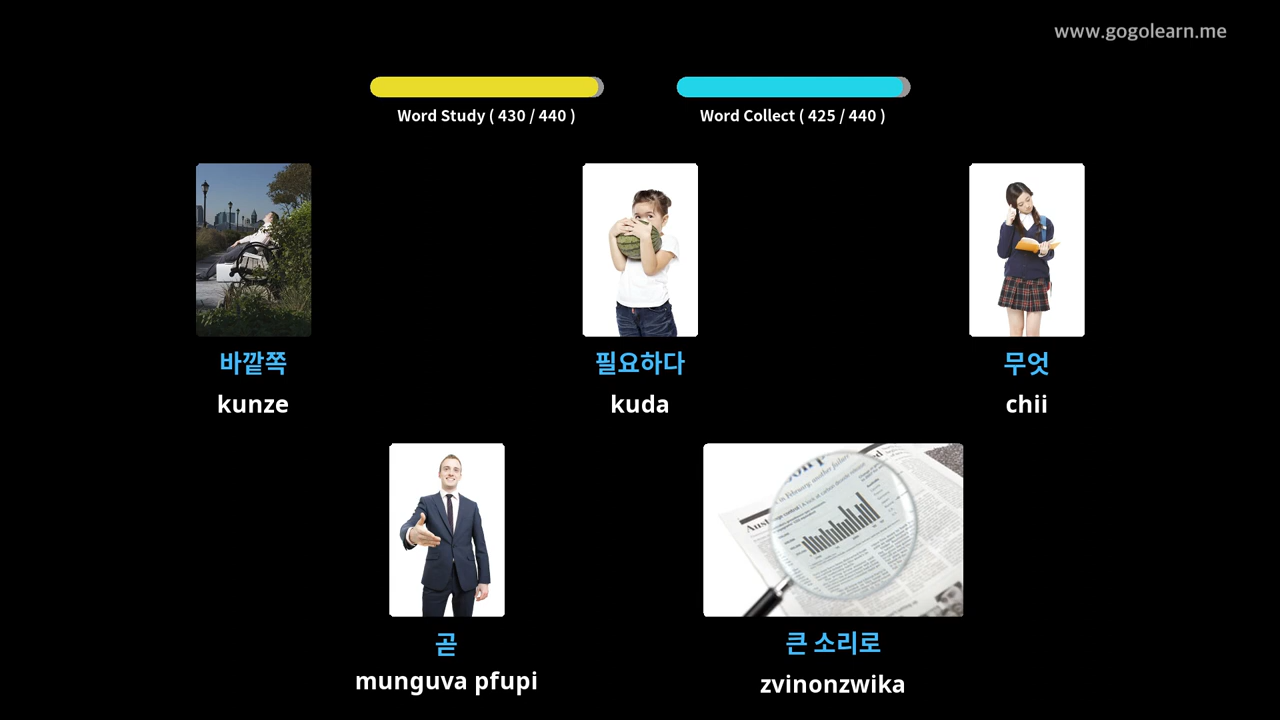 www.gogolearn.me
Word Study ( 430 / 440 )
Word Collect ( 425 / 440 )
바깥쪽
kunze
필요하다
kuda
무엇
chii
곧
munguva pfupi
큰 소리로
zvinonzwika